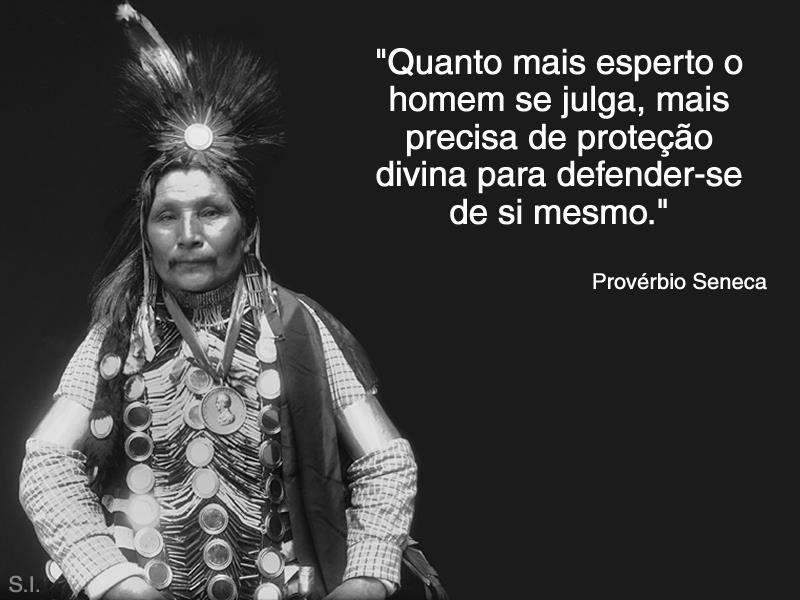 "Quanto mais esperto o
homem se julga, mais
precisa de proteção
divina para defender-se
de si mesmo."
Provérbio Seneca
S.I.